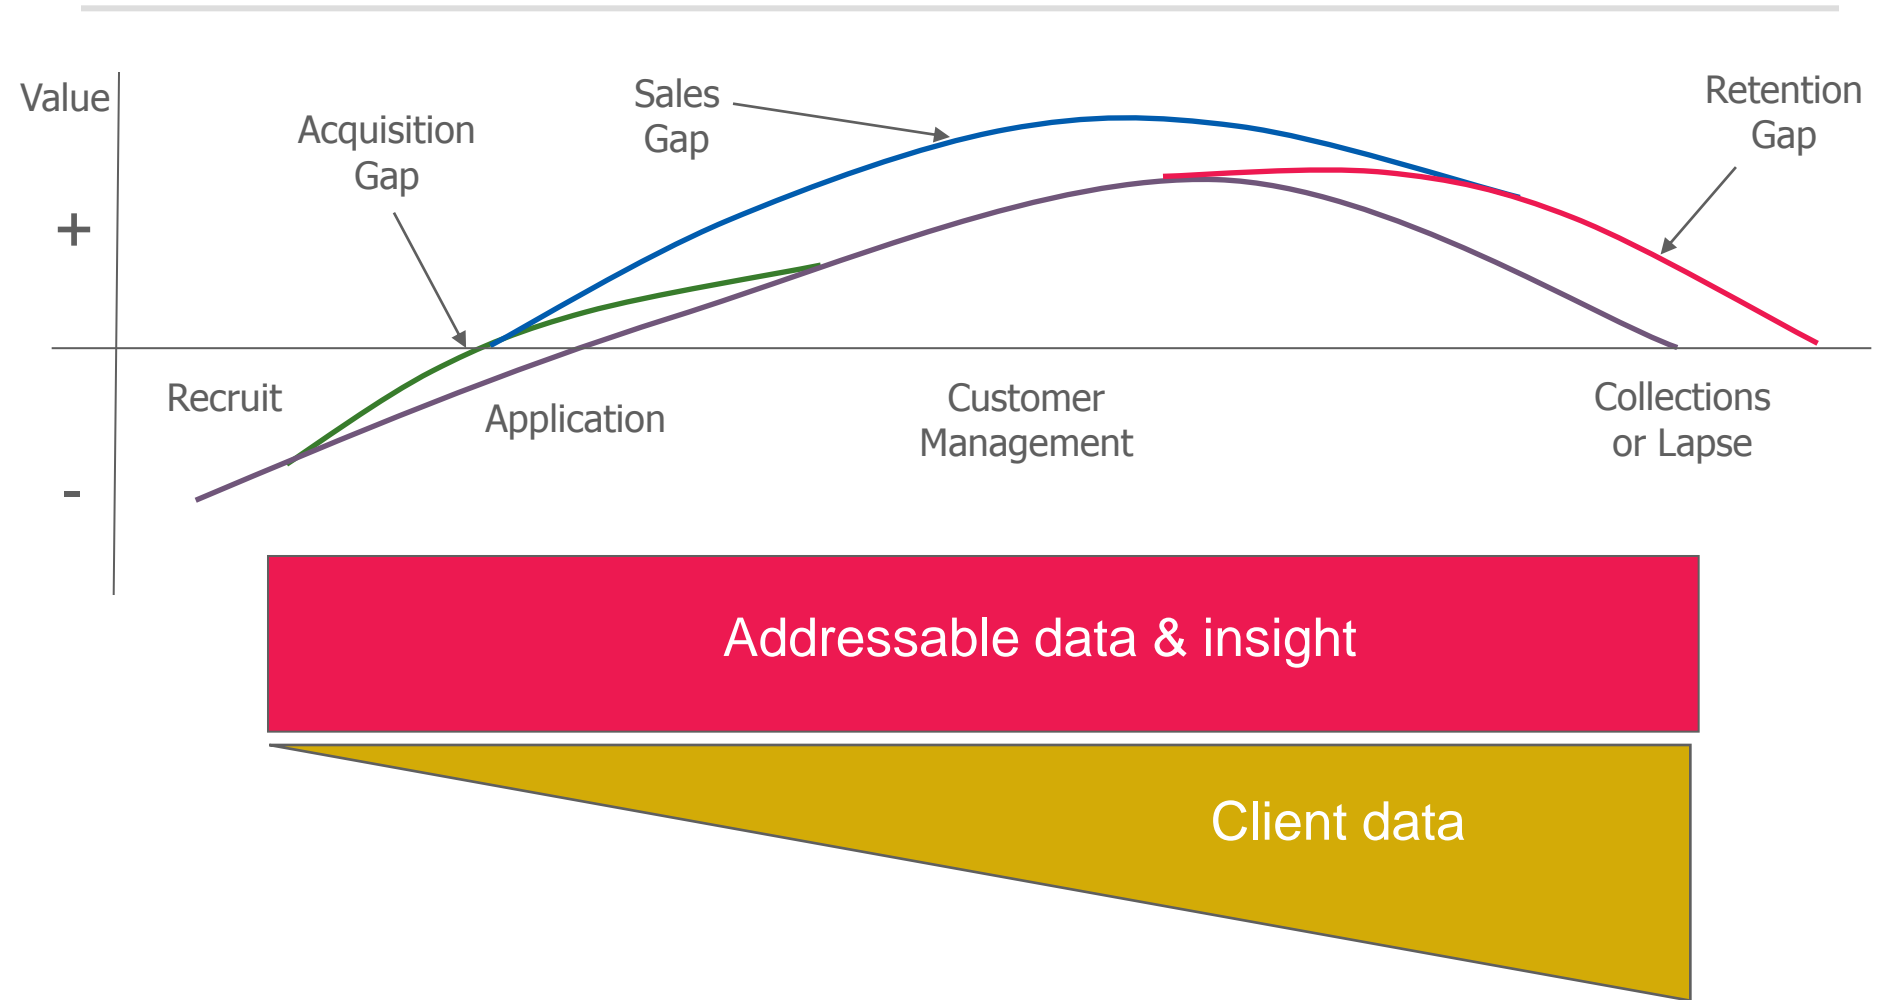 Value
Acquisition
Gap
Sales
Gap
Retention
Gap
+
Recruit
Application
Customer
Management
Collections
or Lapse
-
Addressable data & insight
Client data